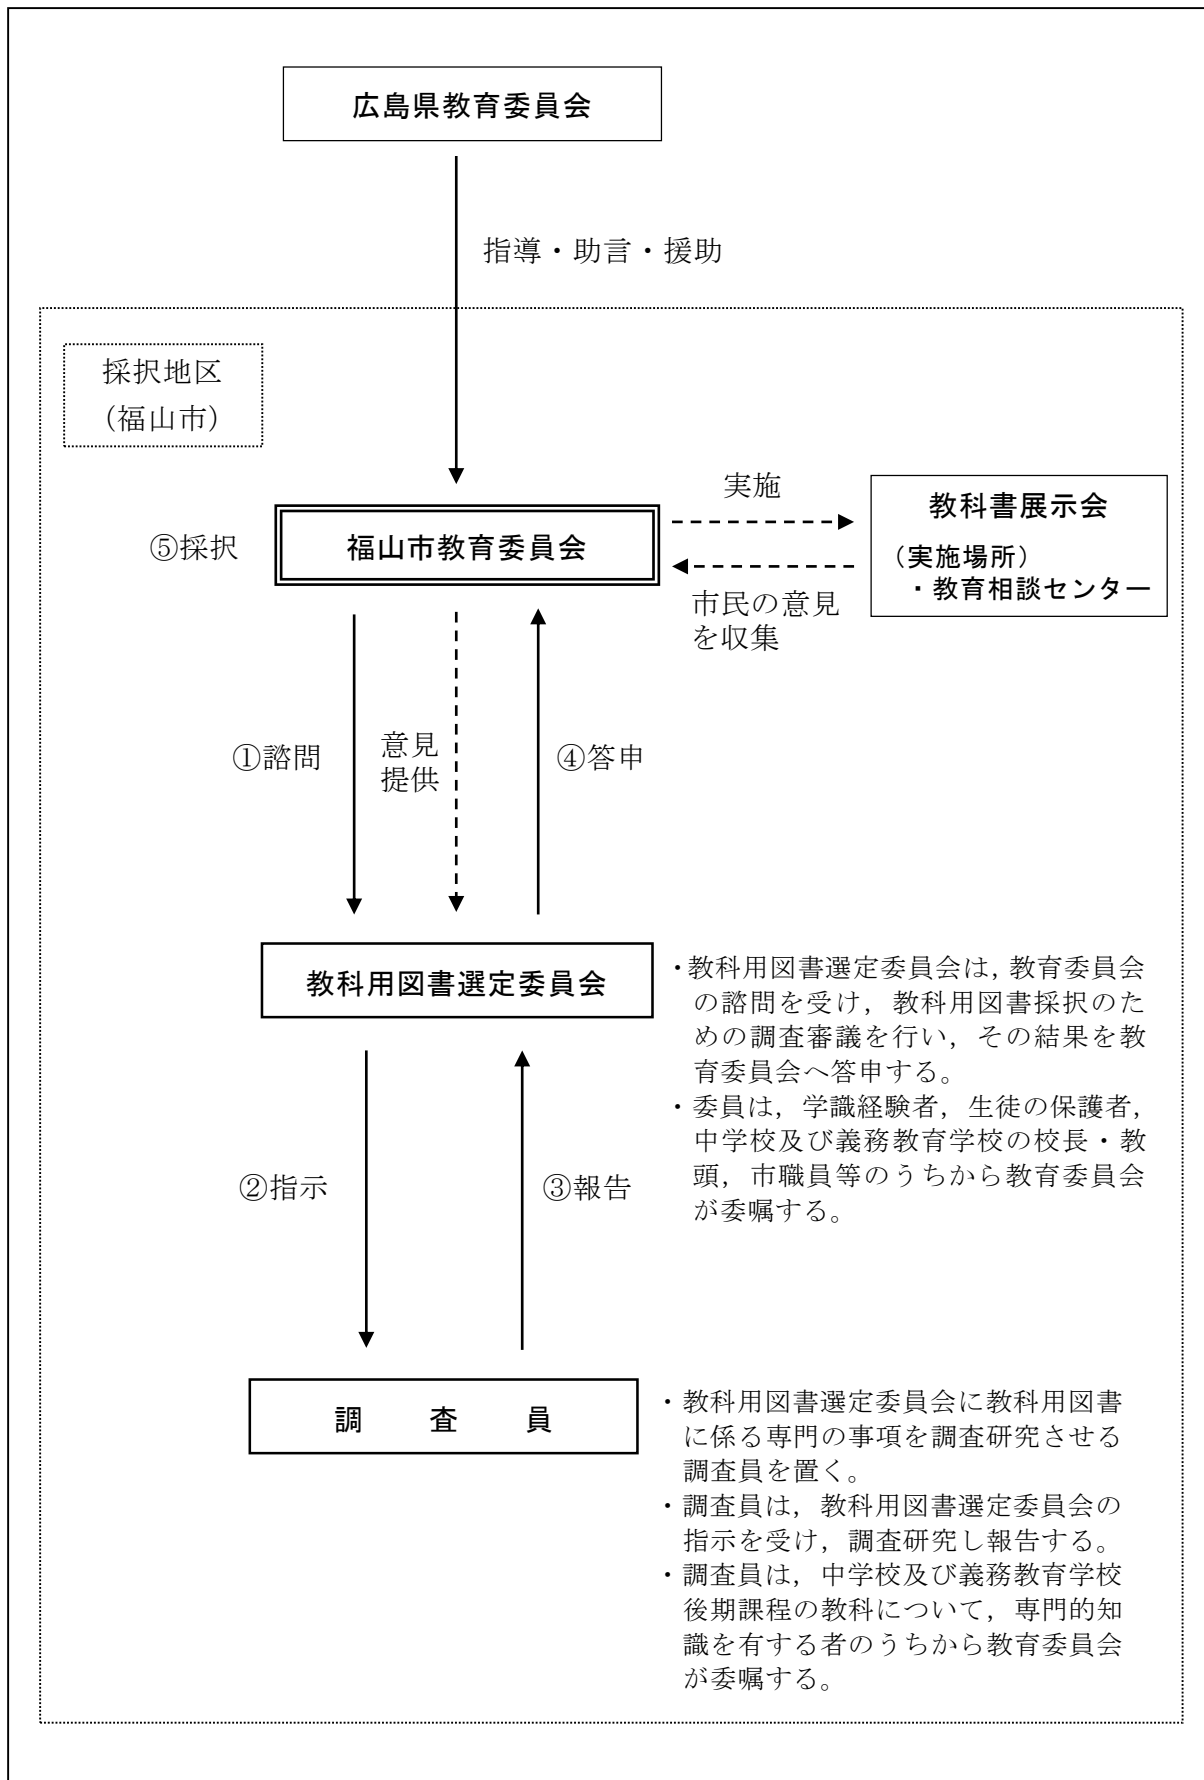 広島県教育委員会
指導・助言・援助
採択地区
(福山市)
⑤採択
福山市教育委員会
実施
市民の意見
を収集
教科書展示会
(実施場所)
・教育相談センター
①諮問
意見
提供
④答申
教科用図書選定委員会
・教科用図書選定委員会は,教育委員会
の諮問を受け,教科用図書採択のた
めの調査審議を行い,その結果を教
育委員会へ答申する。
・委員は,学識経験者,生徒の保護者,
中学校及び義務教育学校の校長・教
頭,市職員等のうちから教育委員会
が委嘱する。
②指示
③報告
調 査 員
・教科用図書選定委員会に教科用図書
に係る専門の事項を調査研究させる
調査員を置く。
・調査員は,教科用図書選定委員会の
指示を受け,調査研究し報告する。
・調査員は,中学校及び義務教育学校
後期課程の教科について,専門的知
識を有する者のうちから教育委員会
が委嘱する。